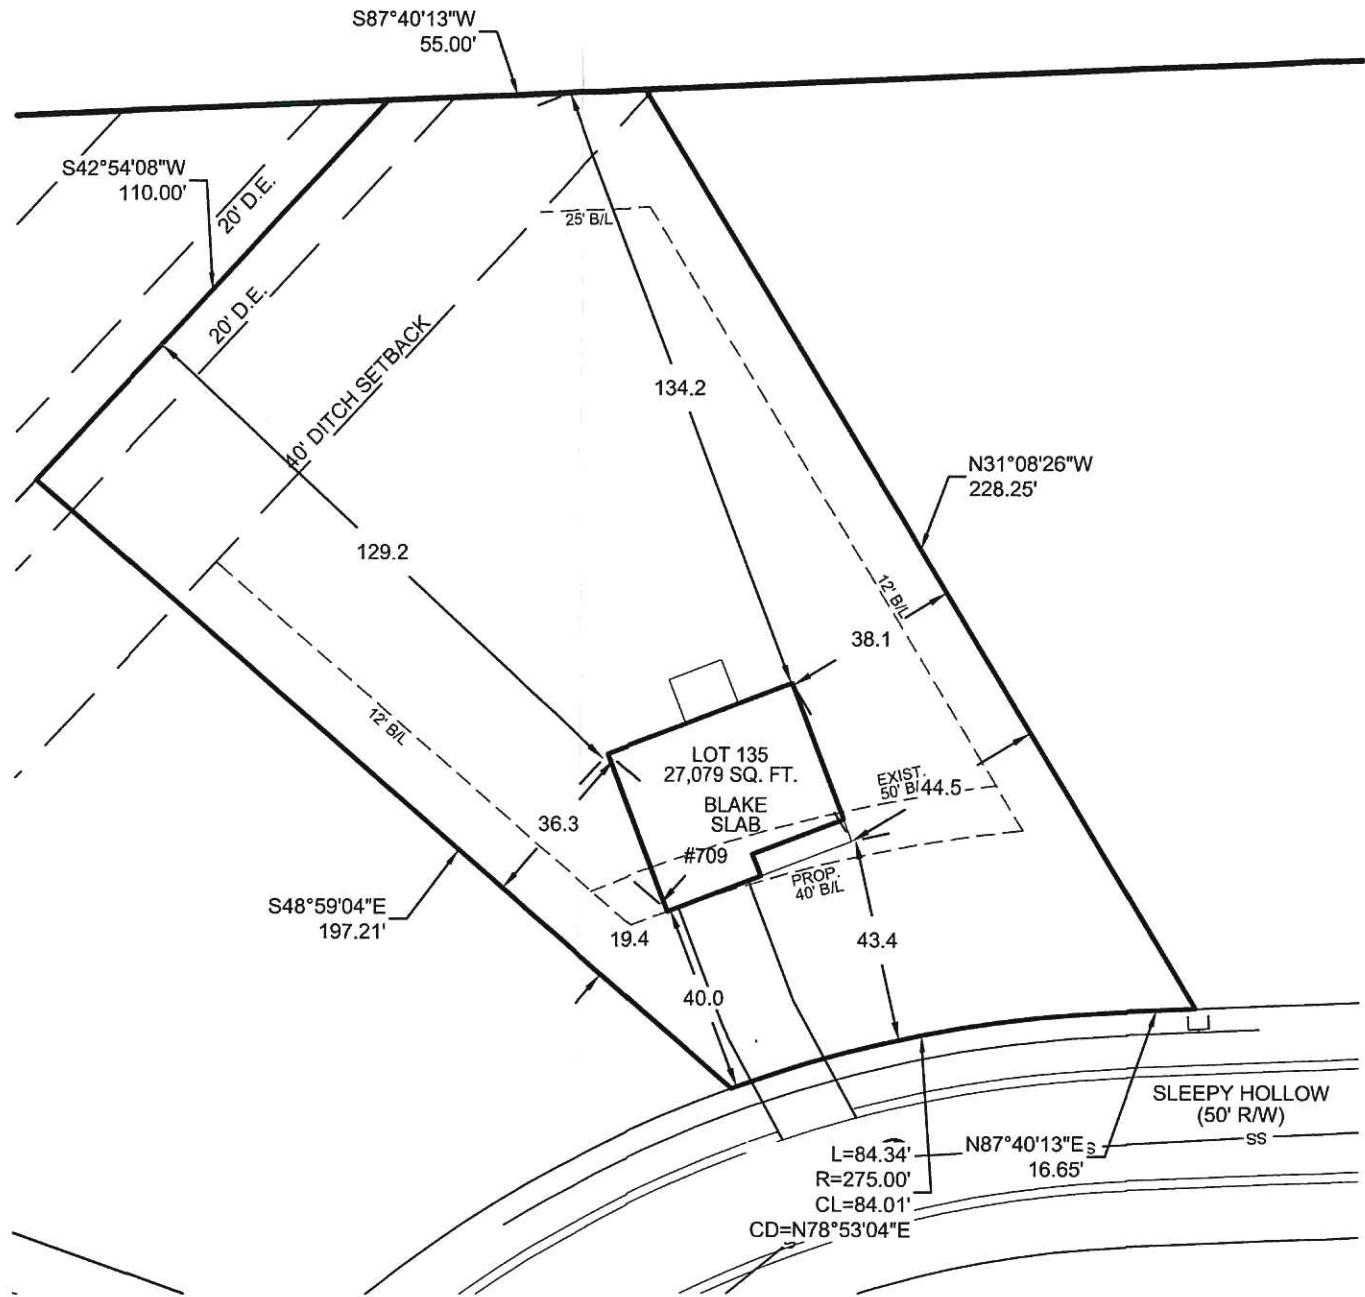 S87°40'13"W
55.00'
S42°54'08"W
110.00'
20' D.E.
20' D.E.
25' B/L
40' DITCH SETBACK
134.2
N31°08'26"W
228.25'
129.2
12' B/L
38.1
12' B/L
LOT 135
27,079 SQ. FT.
BLAKE
SLAB
#709
EXIST.
50' B/
44.5
36.3
PROP.
40' B/L
S48°59'04"E
197.21'
19.4
43.4
40.0
SLEEPY HOLLOW
(50' R/W)
SS
L=84.34'
R=275.00'
CL=84.01'
CD=N78°53'04"E
N87°40'13"E
16.65'
S